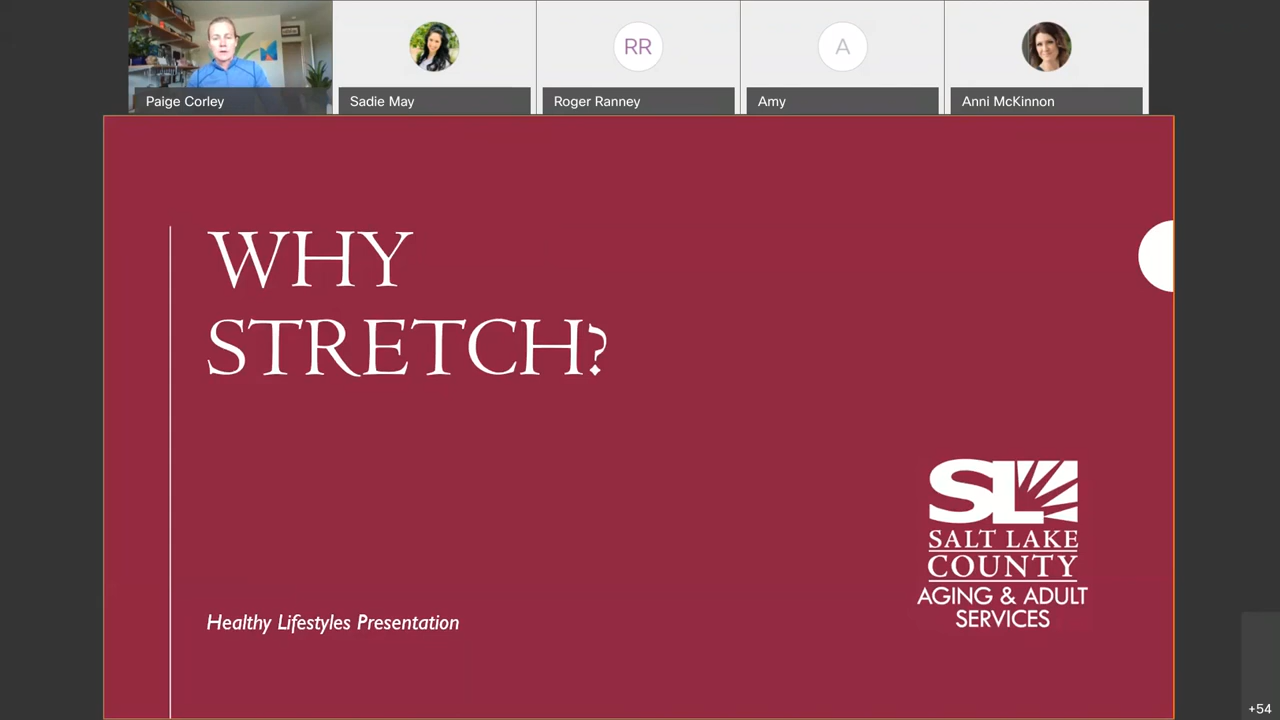 Paige Corley
Sadie May
RR
Roger Ranney
A
Amy
Anni McKinnon
WHY
STRETCH?
SL
SALT LAKE
COUNTY
AGING & ADULT
SERVICES
Healthy Lifestyles Presentation
+54